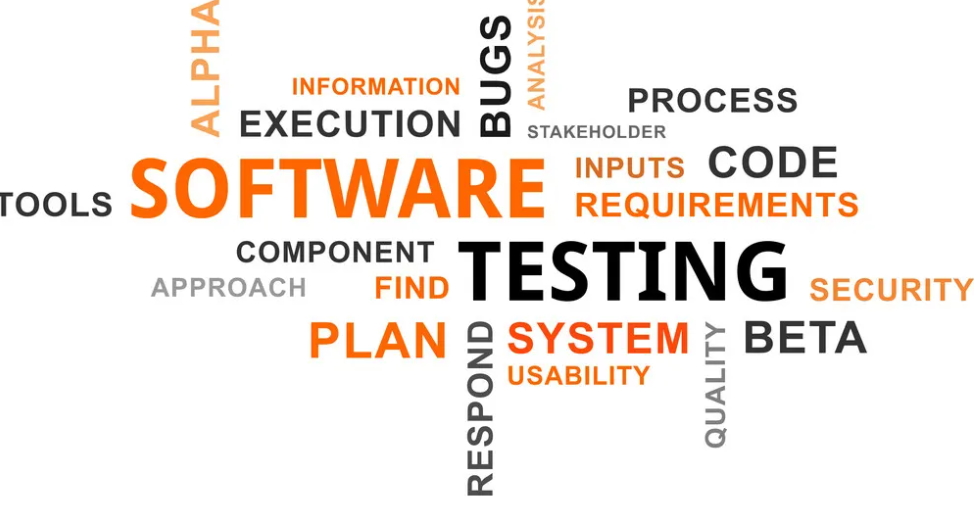 ALPHA
BUGS
ANALYSIS
INFORMATION
PROCESS
EXECUTION
STAKEHOLDER
SOFTWARE
INPUTS CODE
TOOLS
REQUIREMENTS
COMPONENT
TESTING
APPROACH
FIND
SECURITY
PLAN
RESPOND
SYSTEM
QUALITY
BETA
USABILITY